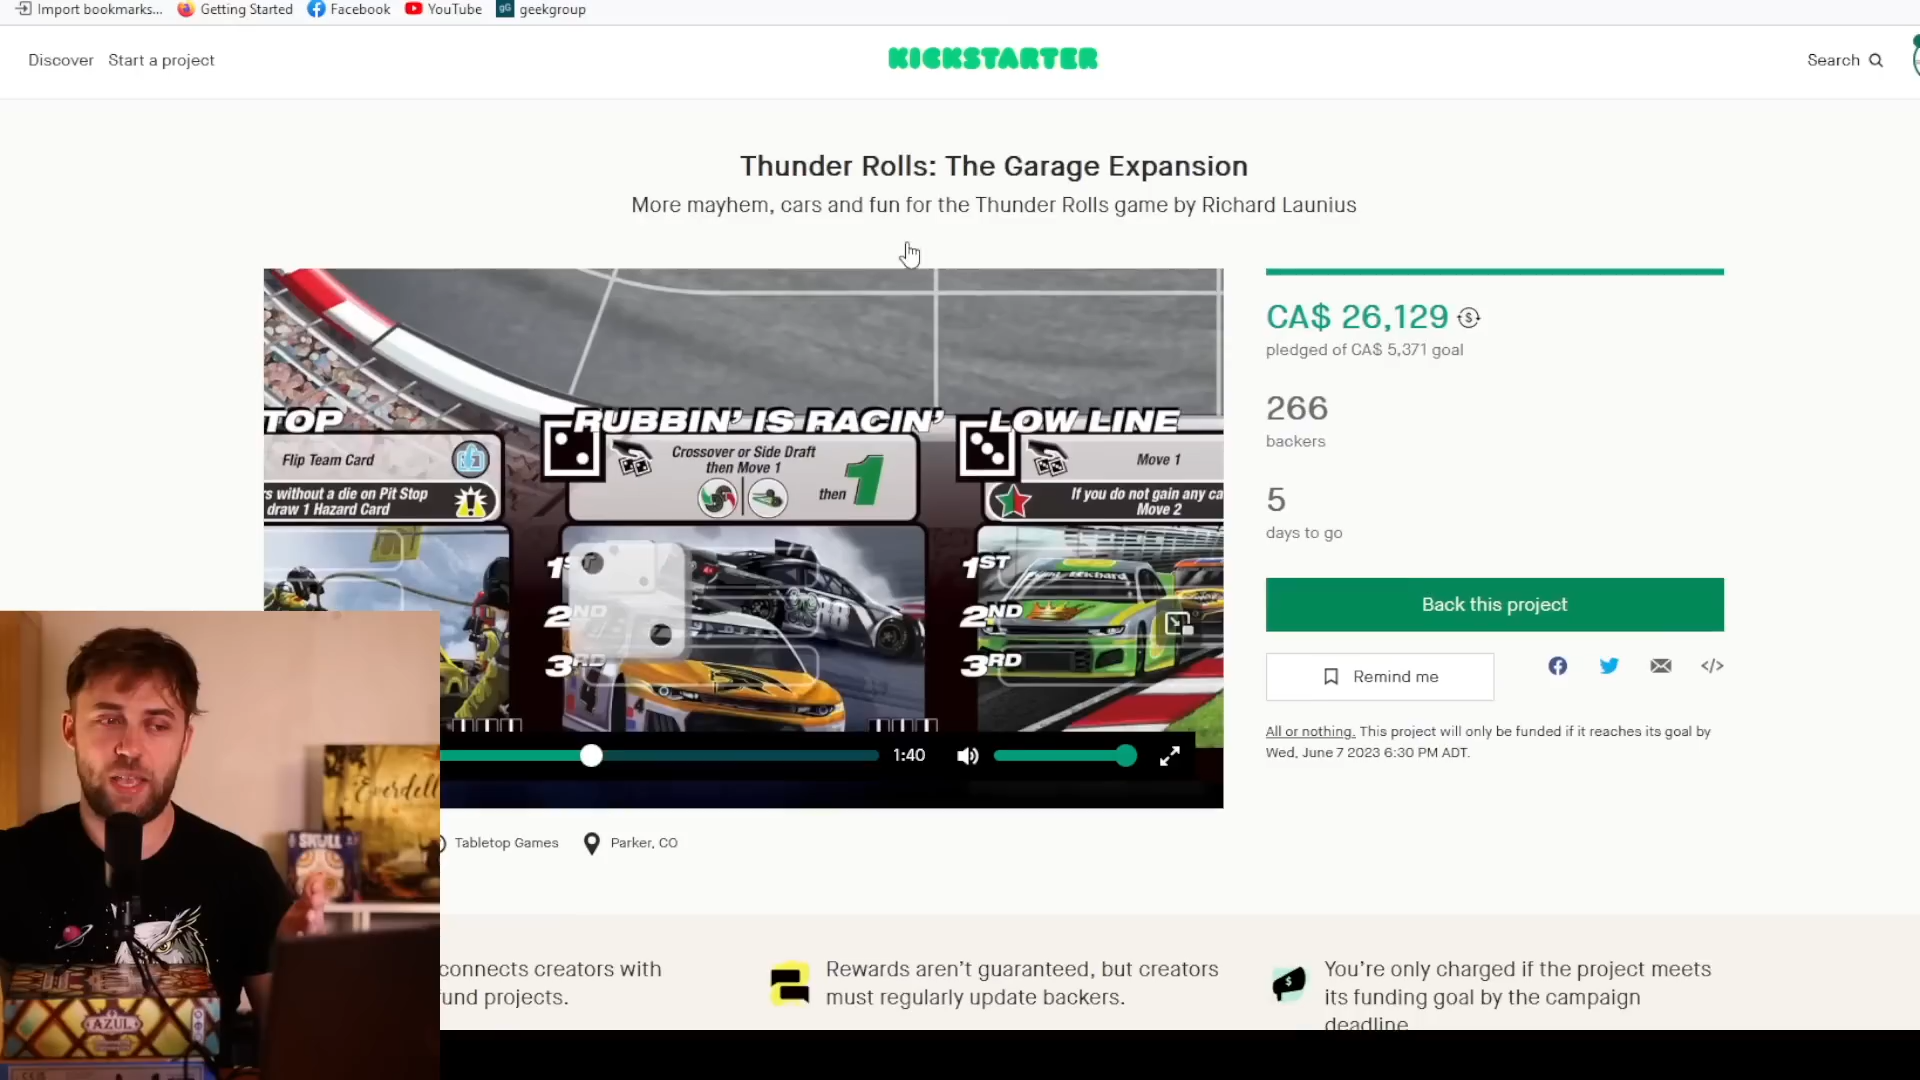 Import bookmarks...
Getting Started
Facebook
YouTube
gG
geekgroup
Discover
Start a project
KICKSTARTER
Search
Thunder Rolls: The Garage Expansion
More mayhem, cars and fun for the Thunder Rolls game by Richard Launius
TOP
Flip Team Card
s without a die on Pit Stop
draw 1 Hazard Card
RUBBIN' IS RACIN'
Crossover or Side Draft
then Move 1
then 1
1ST
2ND
3RD
LOW LINE
Move 1
If you do not gain any ca
Move 2
1ST
2ND
3RD
1:40
CA$ 26,129
pledged of CA$ 5,371 goal
266
backers
5
days to go
Back this project
Remind me
All or nothing. This project will only be funded if it reaches its goal by
Wed, June 7 2023 6:30 PM ADT.
Tabletop Games
Parker, CO
connects creators with
und projects.
Rewards aren't guaranteed, but creators
must regularly update backers.
You're only charged if the project meets
its funding goal by the campaign
deadline
Everdell
SKULL
AZUL